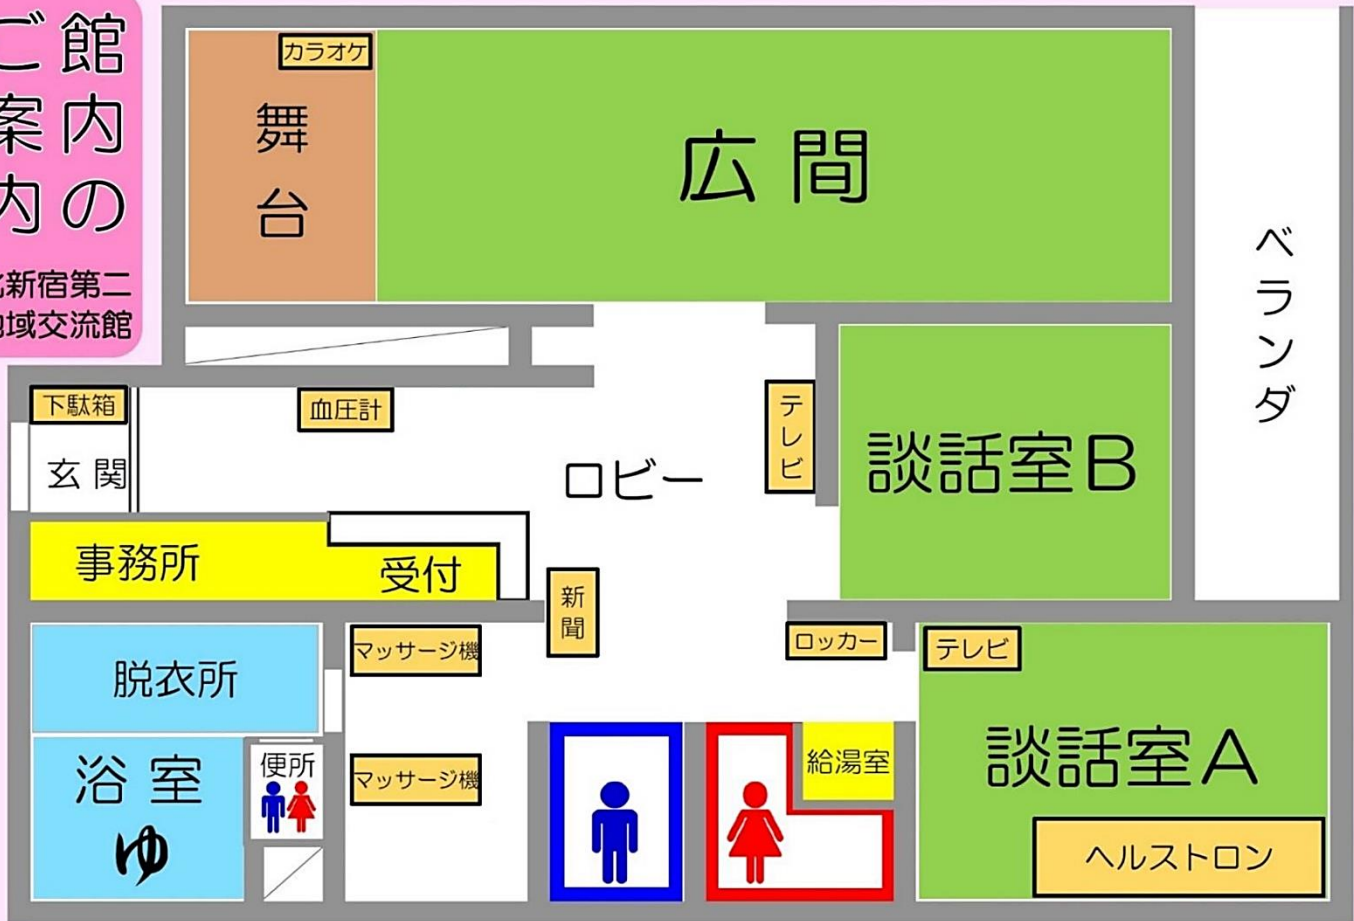 館内の
ご案内
北新宿第二
地域交流館
カラオケ
舞台
広間
ベランダ
下駄箱
血圧計
テレビ
玄関
ロビー
談話室B
事務所
受付
新聞
ロッカー
テレビ
脱衣所
マッサージ機
浴室
ゆ
便所
マッサージ機
給湯室
談話室A
ヘルストロン